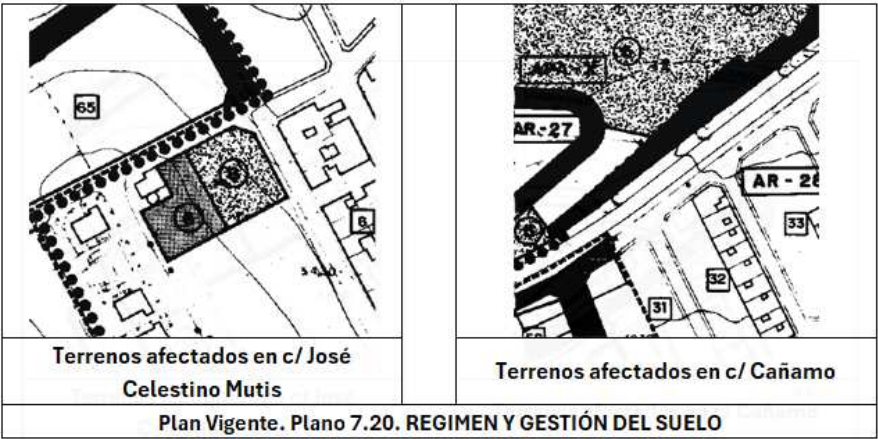 65
6
AR.-27
AR - 28
33
32
31
Terrenos afectados en c/ José
Celestino Mutis
Terrenos afectados en c/ Cañamo
Plan Vigente. Plano 7.20. REGIMEN Y GESTIÓN DEL SUELO